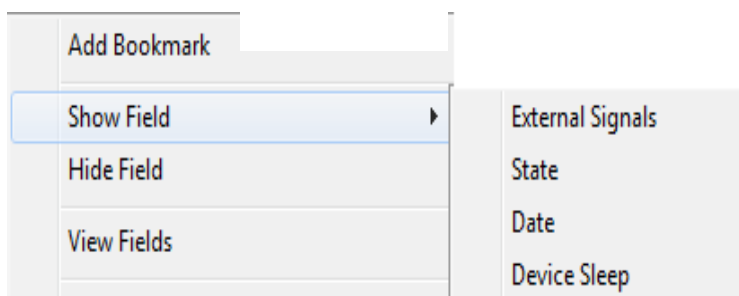 Add Bookmark
Show Field
Hide Field
View Fields
External Signals
State
Date
Device Sleep